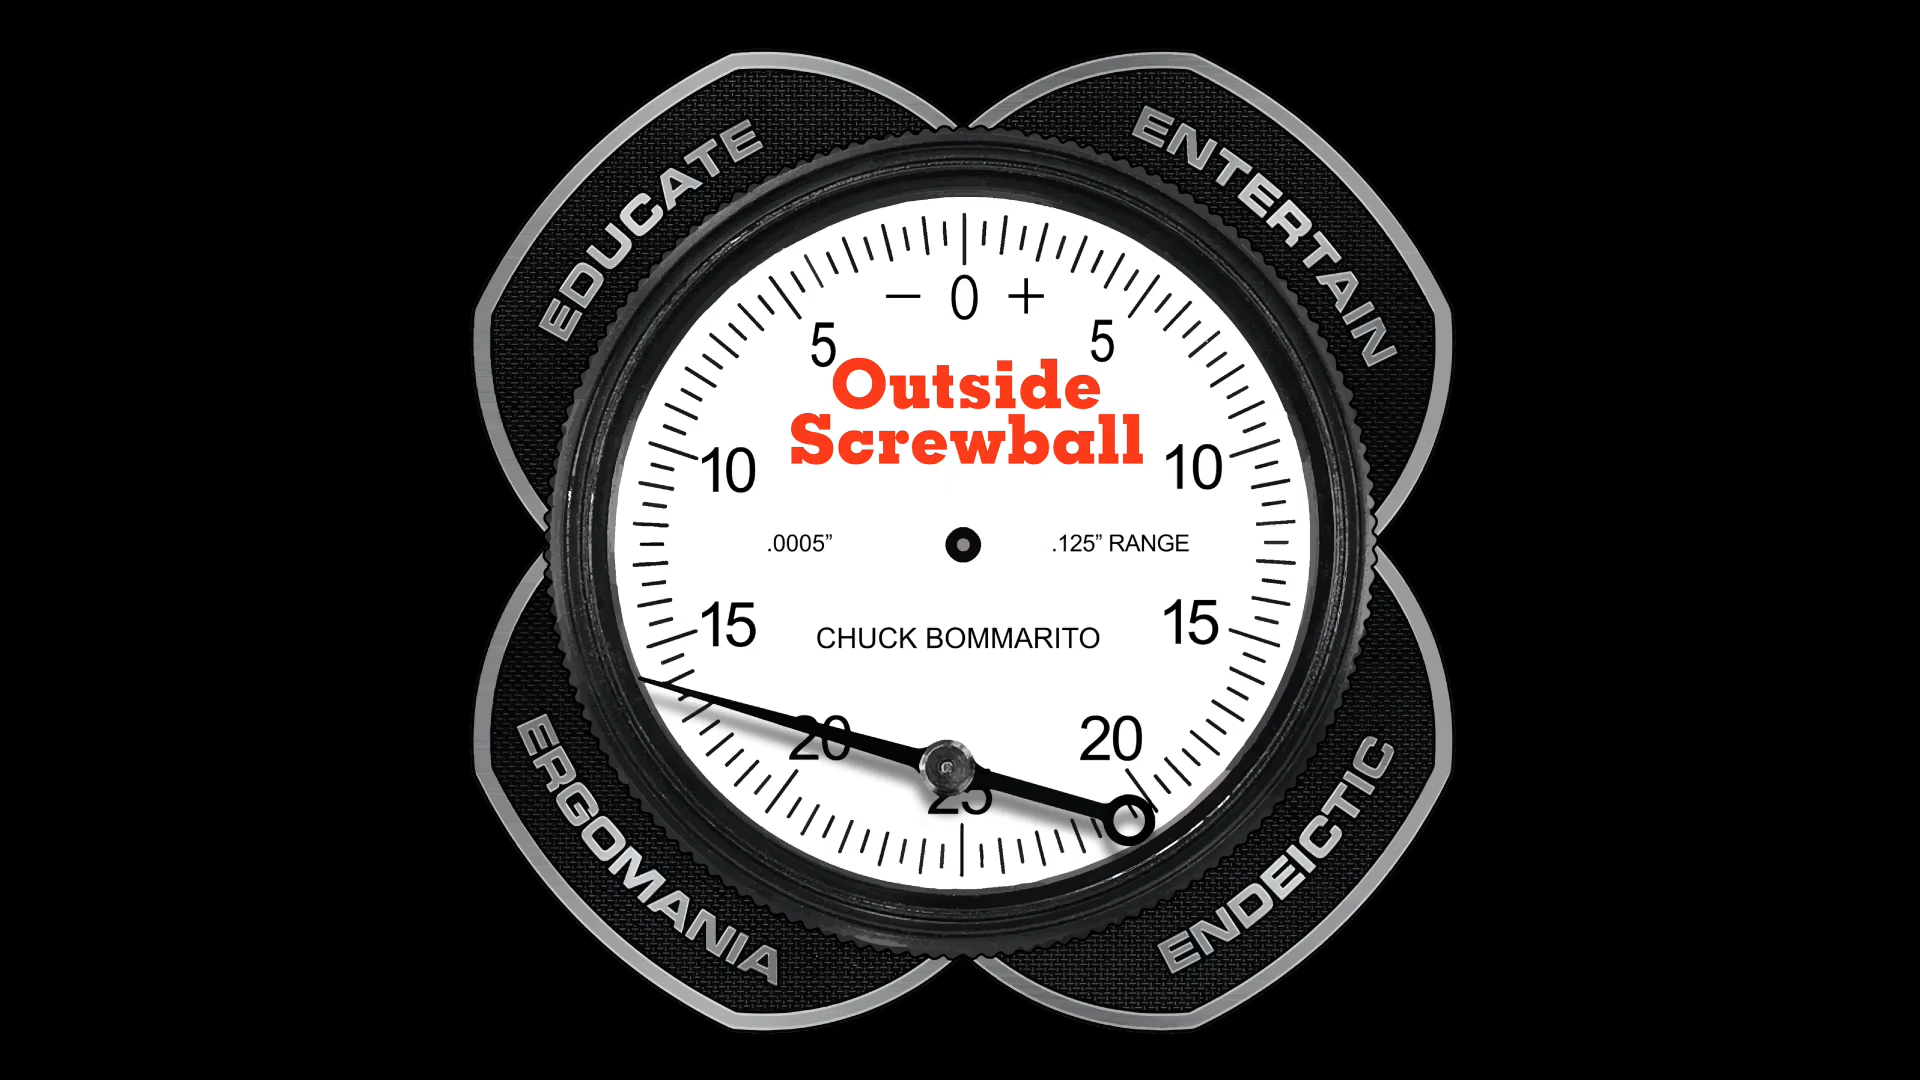 EDUCATE
ENTERTAIN
− 0 +
5 5
Outside
Screwball
10 10
.0005” .125” RANGE
15 15
CHUCK BOMMARITO
20 20
25
ERGOMANIA
ENDEICTIC